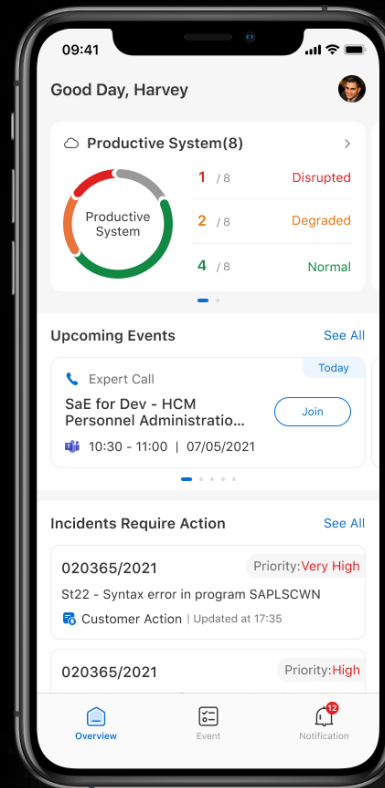 09:41
Good Day, Harvey
Productive System(8)
Productive
System
1 / 8 Disrupted
2 / 8 Degraded
4 / 8 Normal
Upcoming Events See All
Today
Expert Call
SaE for Dev - HCM
Personnel Administratio...
Join
10:30 - 11:00 | 07/05/2021
Incidents Require Action See All
020365/2021 Priority:Very High
St22 - Syntax error in program SAPLSCWN
Customer Action | Updated at 17:35
020365/2021 Priority:High
12
Overview Event Notification